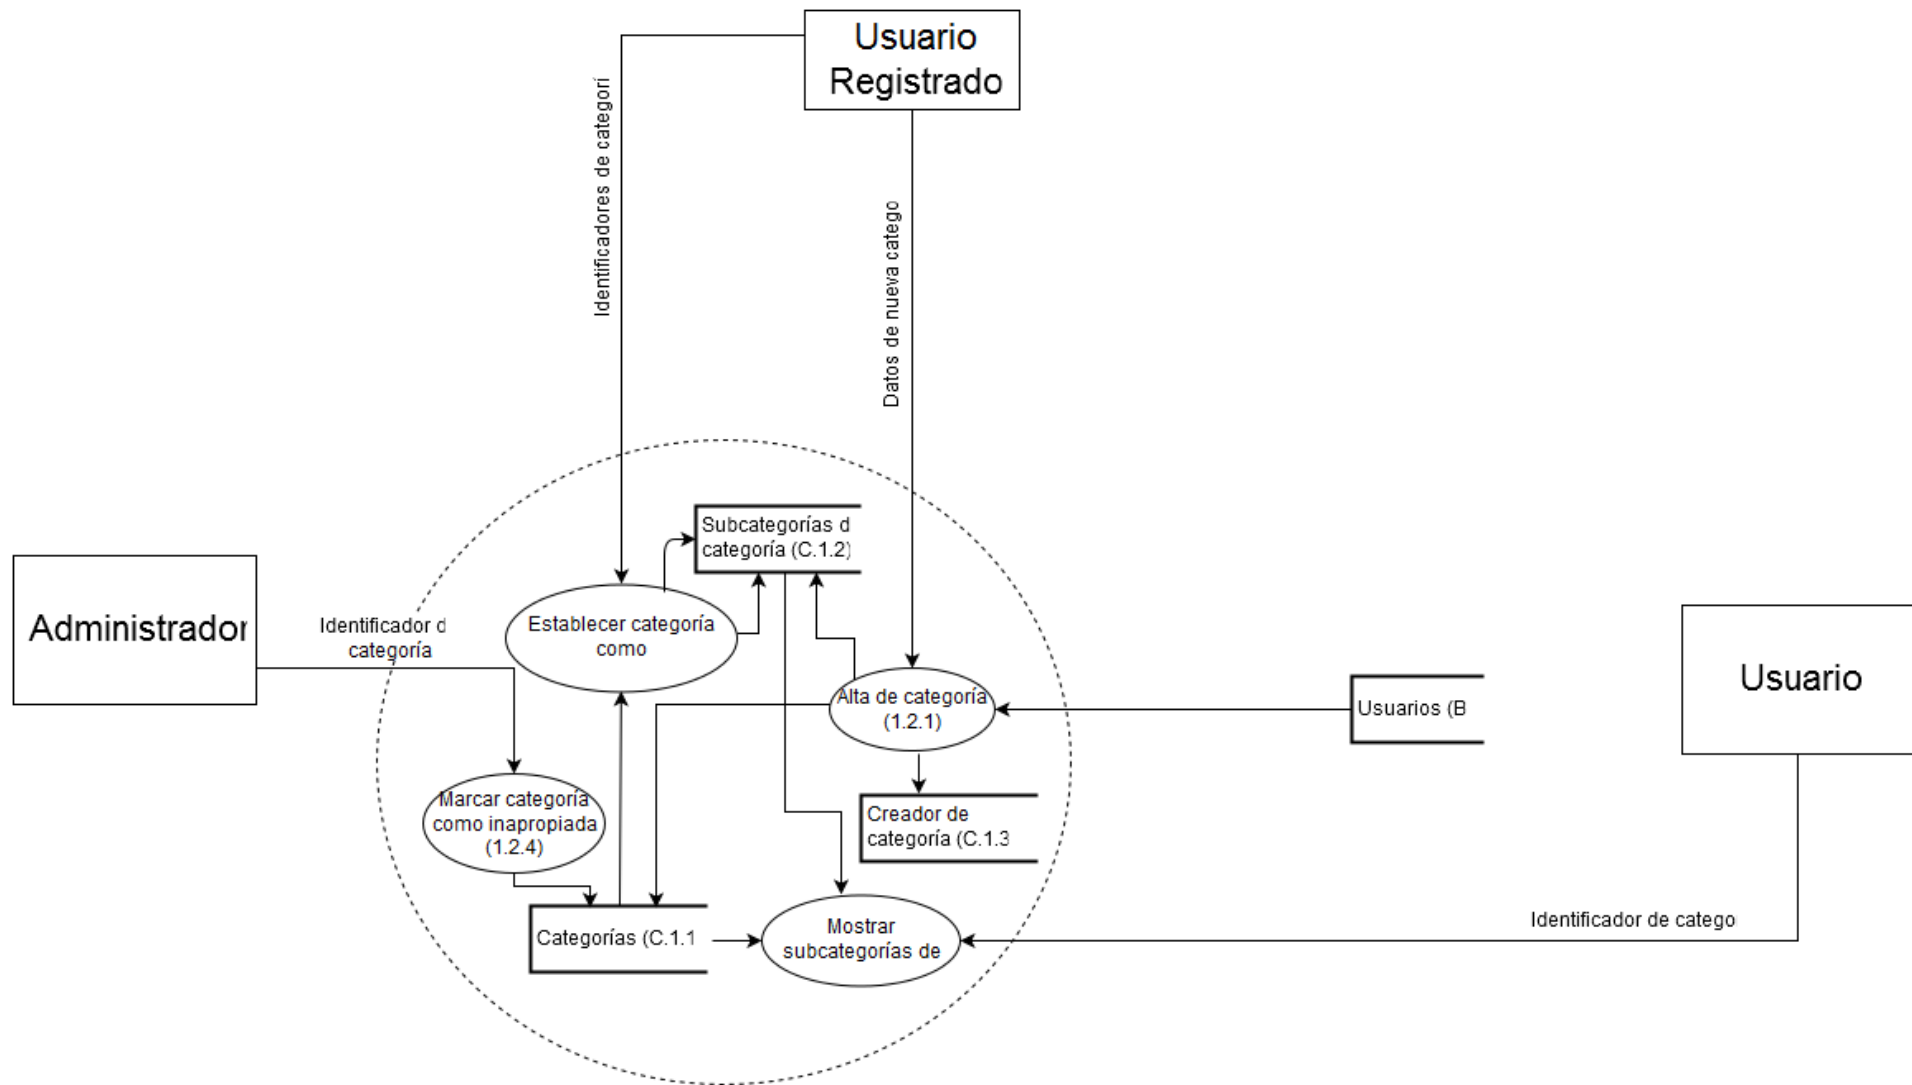 Usuario
Registrado
Identificadores de categorí
Datos de nueva catego
Subcategorías d
categoría (C.1.2)
Administrador
Identificador d
categoría
Establecer categoría
como
Alta de categoría
(1.2.1)
Usuarios (B
Usuario
Marcar categoría
como inapropiada
(1.2.4)
Creador de
categoría (C.1.3
Categorías (C.1.1
Mostrar
subcategorías de
Identificador de catego